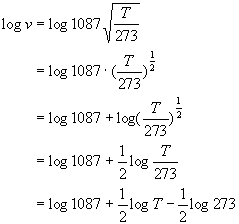 log v = log 1087 √(T/273)
= log 1087 · (T/273)^(1/2)
= log 1087 + log(T/273)^(1/2)
= log 1087 + 1/2 log T/273
= log 1087 + 1/2 log T − 1/2 log 273